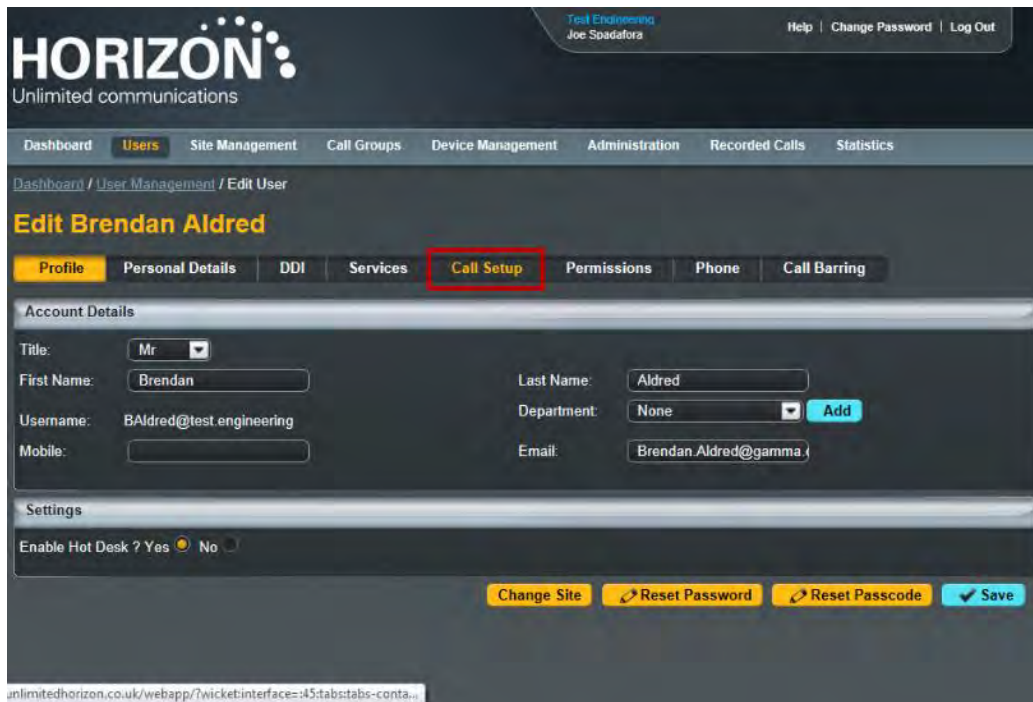 Test Engineering
Joe Spadafora
Help | Change Password | Log Out
HORIZON
Unlimited communications
Dashboard Users Site Management Call Groups Device Management Administration Recorded Calls Statistics
Dashboard / User Management / Edit User
Edit Brendan Aldred
Profile Personal Details DDI Services Call Setup Permissions Phone Call Barring
Account Details
Title: Mr
First Name: Brendan Last Name: Aldred
Username: BAldred@test.engineering Department: None Add
Mobile: Email: Brendan.Aldred@gamma.
Settings
Enable Hot Desk ? Yes No
Change Site Reset Password Reset Passcode Save
unlimitedhorizon.co.uk/webapp/?wicket:interface=:45:tabs:tabs-conta...